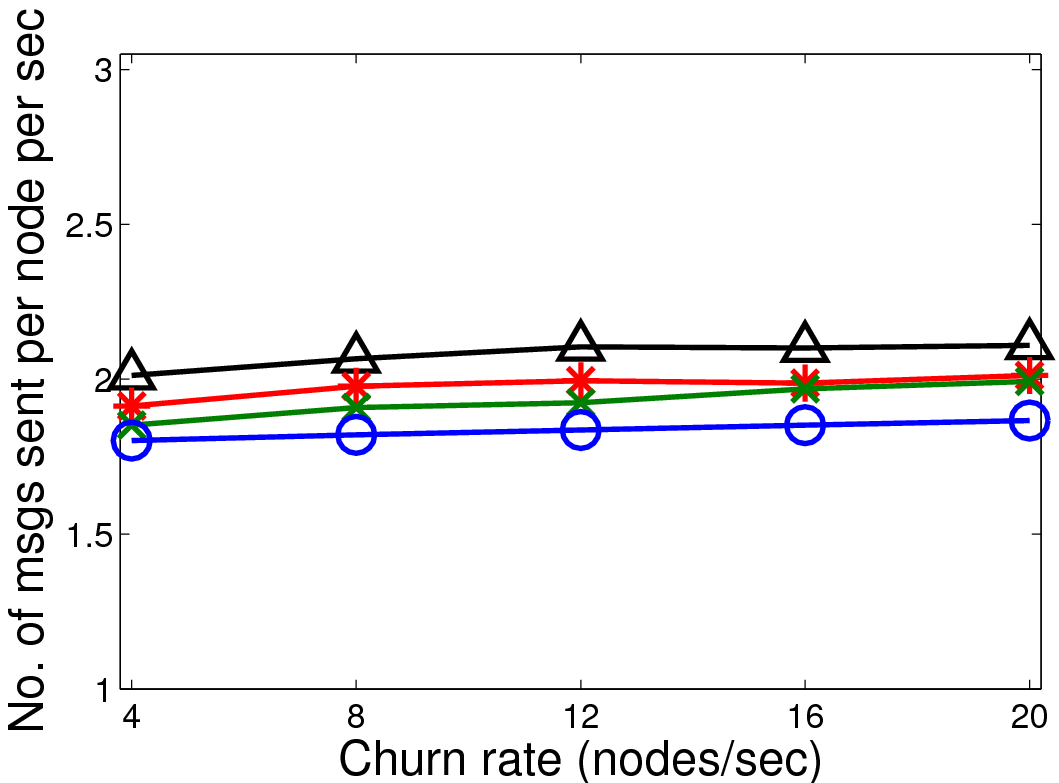 No. of msgs sent per node per sec
3
2.5
2
1.5
1
4 8 12 16 20
Churn rate (nodes/sec)